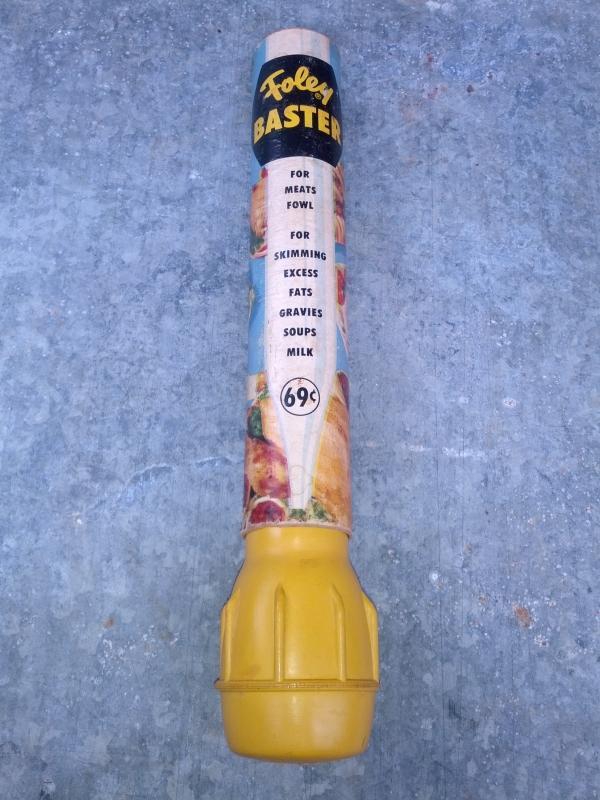 Foley®
BASTER
FOR
MEATS
FOWL
FOR
SKIMMING
EXCESS
FATS
GRAVIES
SOUPS
MILK
69¢